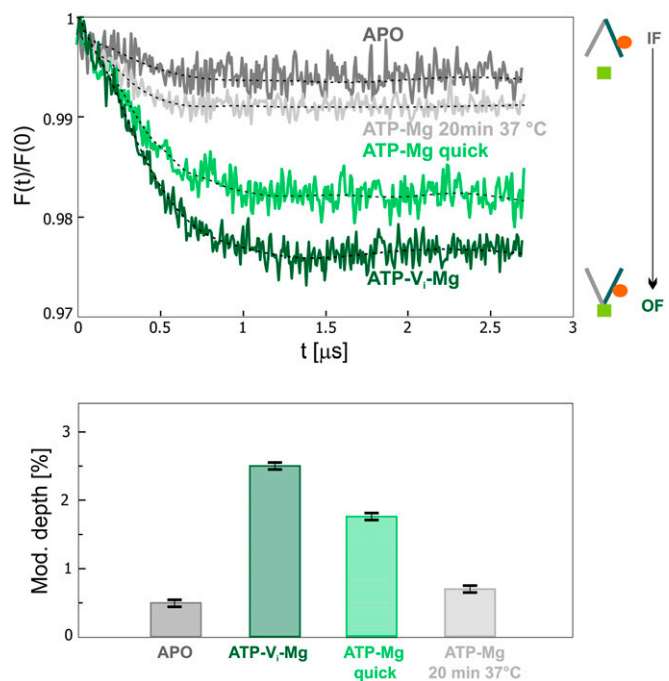 1
0.99
0.98
0.97
F(t)/F(0)
0
0.5
1
1.5
2
2.5
3
t [μs]
APO
ATP-Mg 20min 37 °C
ATP-Mg quick
ATP-Vi-Mg
IF
OF
3
2
1
0
Mod. depth [%]
APO
ATP-Vi-Mg
ATP-Mg
quick
ATP-Mg
20 min 37°C